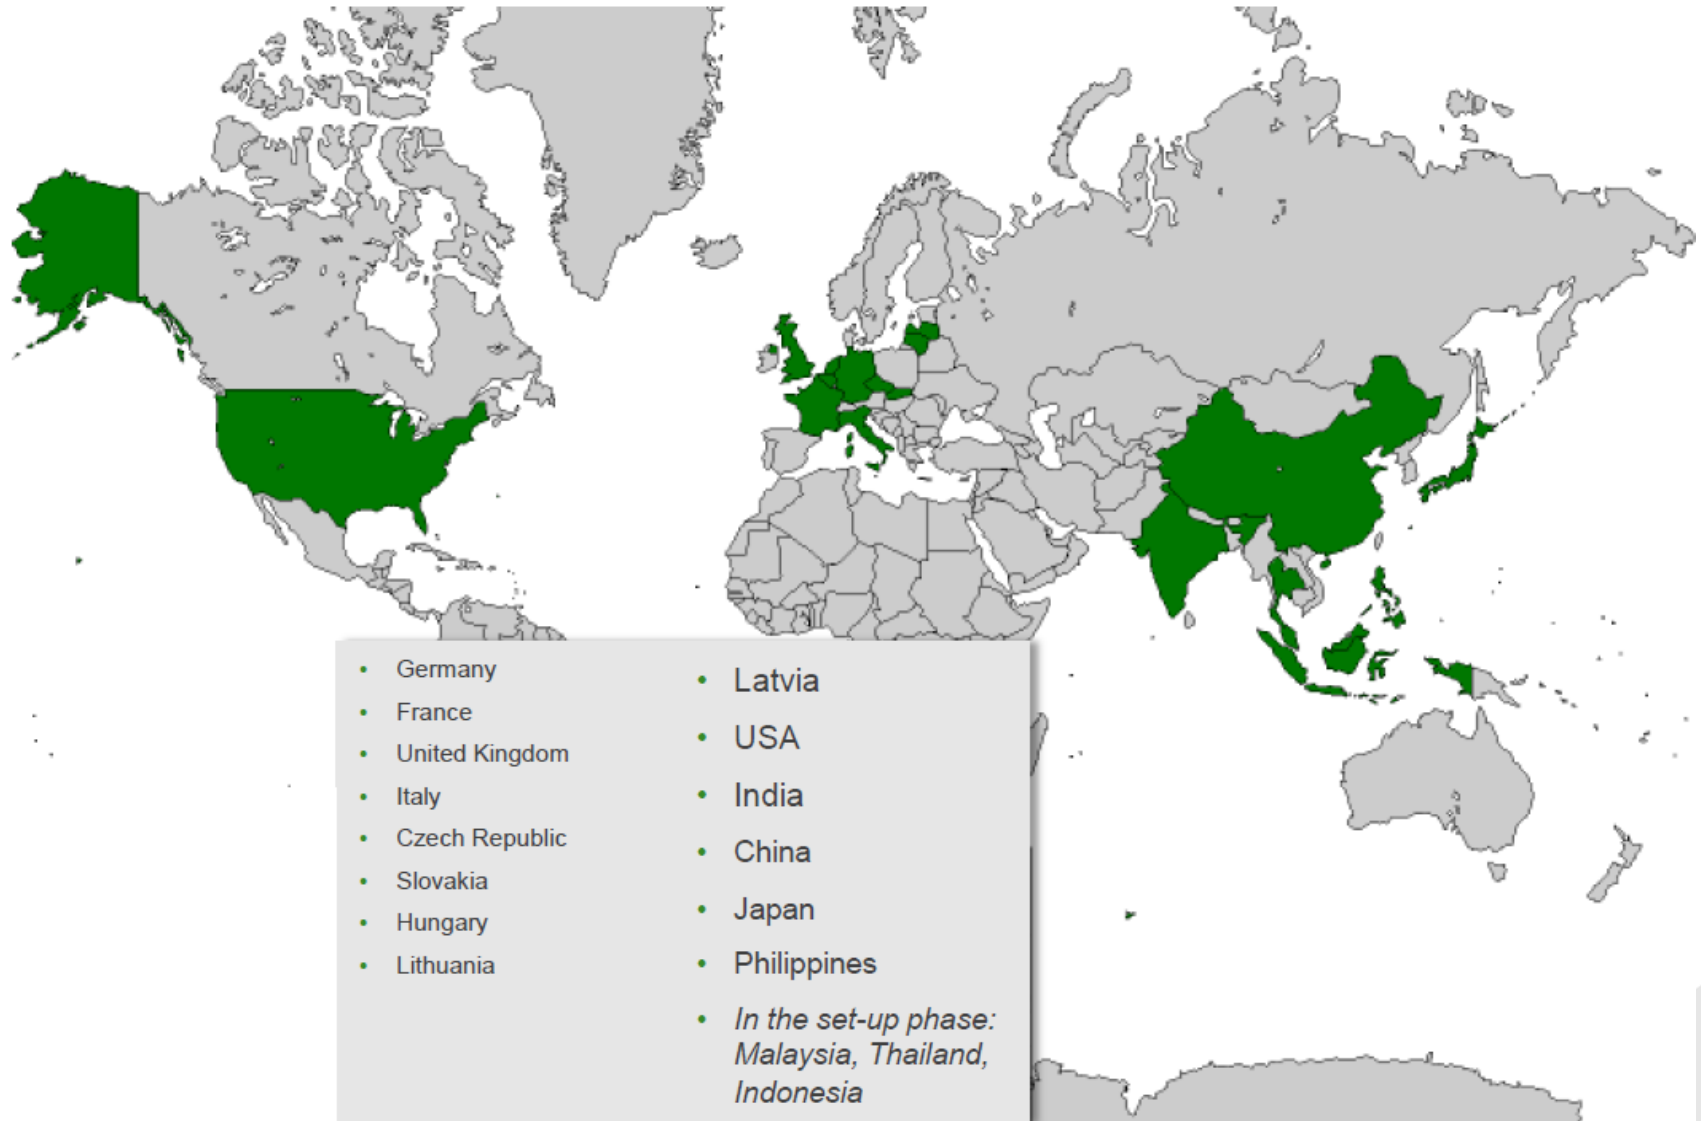 Germany
France
United Kingdom
Italy
Czech Republic
Slovakia
Hungary
Lithuania
Latvia
USA
India
China
Japan
Philippines
In the set-up phase:
Malaysia, Thailand,
Indonesia